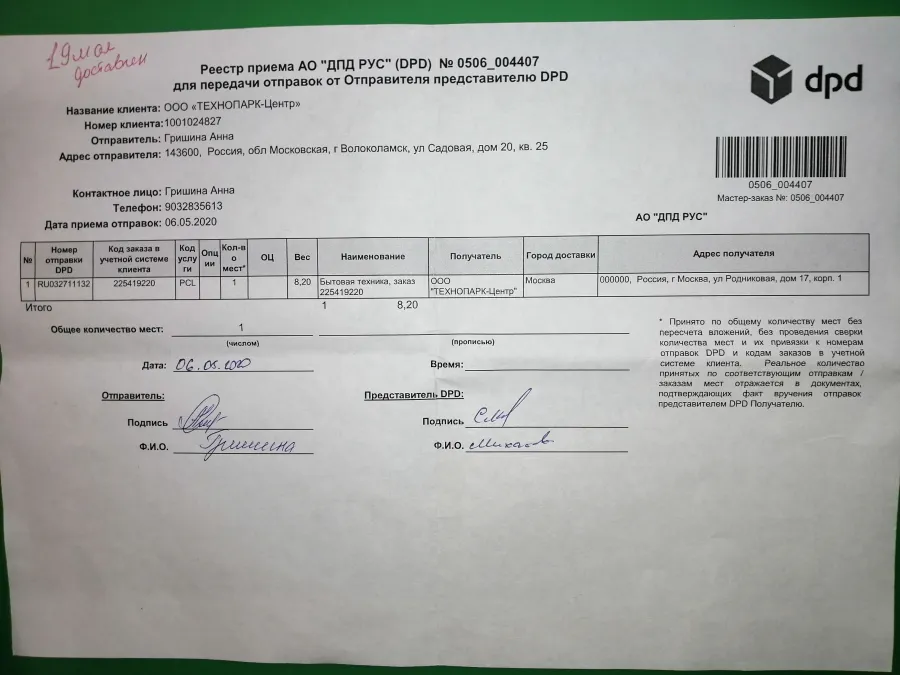 19 мая
доставлен
Реестр приема АО "ДПД РУС" (DPD) № 0506_004407
для передачи отправок от Отправителя представителю DPD
dpd
Название клиента: ООО «ТЕХНОПАРК-Центр»
Номер клиента:1001024827
Отправитель: Гришина Анна
Адрес отправителя: 143600, Россия, обл Московская, г Волоколамск, ул Садовая, дом 20, кв. 25
0506_004407
Мастер-заказ №: 0506_004407
Контактное лицо: Гришина Анна
Телефон: 9032835613
Дата приема отправок: 06.05.2020
АО "ДПД РУС"
№ Номер отправки DPD Код заказа в учетной системе клиента Код услу ги Опц ии Кол-в о мест* ОЦ Вес Наименование Получатель Город доставки Адрес получателя
1 RU032711132 225419220 PCL 1 8,20 Бытовая техника, заказ 225419220 ООО "ТЕХНОПАРК-Центр" Москва 000000, Россия, г Москва, ул Родниковая, дом 17, корп. 1
Итого 1 8,20
Общее количество мест: 1
(числом) (прописью)
Дата: 06.05.2020 Время:
Отправитель: Представитель DPD:
Подпись Подпись
Ф.И.О. Гришина Ф.И.О.
* Принято по общему количеству мест без
пересчета вложений, без проведения сверки
количества мест и их привязки к номерам
отправок DPD и кодам заказов в учетной
системе клиента. Реальное количество
принятых по соответствующим отправкам /
заказам мест отражается в документах,
подтверждающих факт вручения отправок
представителем DPD Получателю.